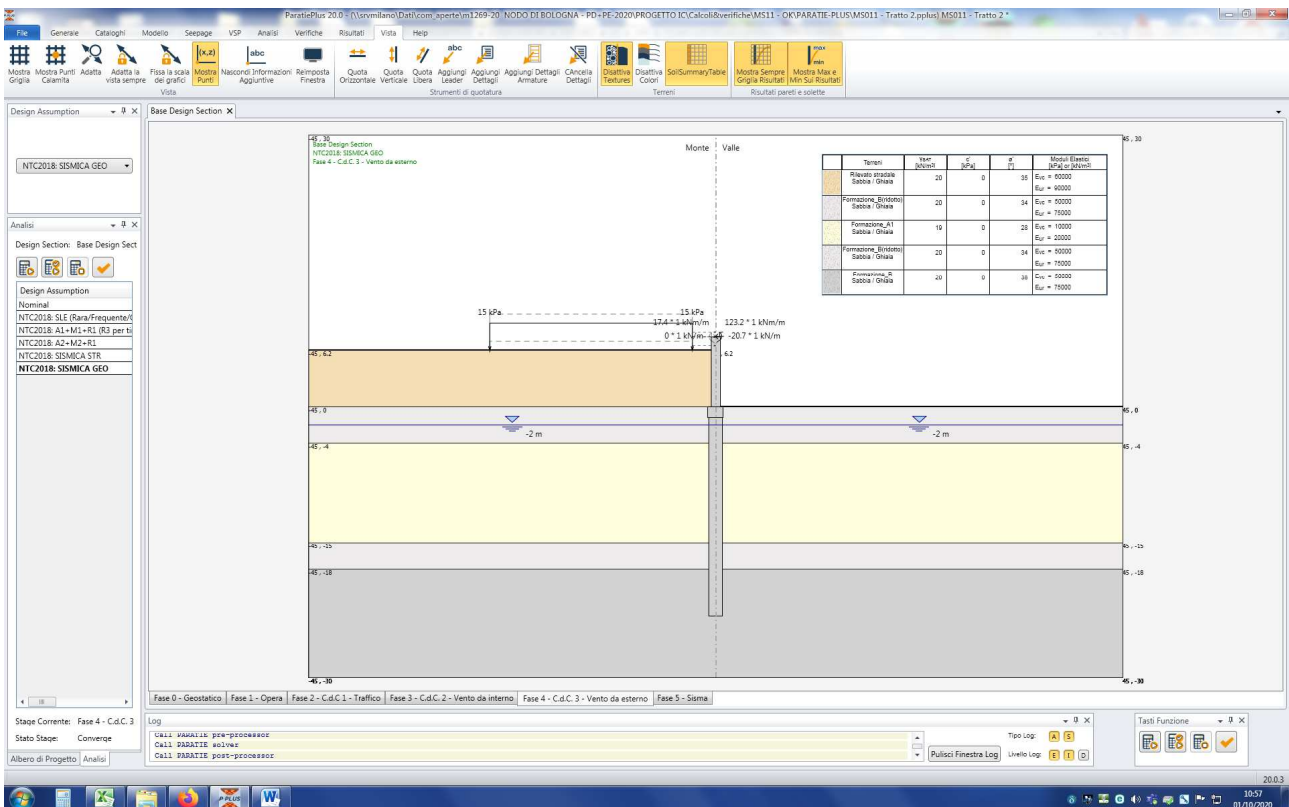 ParatiePlus 20.0 - (\\srvmilano\Dati\com_aperte\m1269-20_NODO DI BOLOGNA - PD+PE-2020\PROGETTO IC\Calcoli&verifiche\MS11 - OK\PARATIE-PLUS\MS011 - Tratto 2.pplus) MS011 - Tratto 2 *
File Generale Cataloghi Modelio Seepage VSP Analisi Verifiche Risultati Vista Help
Mostra Griglia
Mostra Punti Calamita
Adatta
Adatta la vista sempre
Fissa la scala dei grafici
(x,z)
Mostra Punti
abc
Nascondi Informazioni Aggiuntive
Reimposta Finestra
Vista
Quota Orizzontale
Quota Verticale
Quota Libera
abc
Aggiungi Leader
Aggiungi Dettagli
Aggiungi Dettagli Armature
CAncella Dettagli
Strumenti di quotatura
Disattiva Textures
Disattiva Colori
SoilSummaryTable
Terreni
Mostra Sempre Griglia Risultati
max
min
Mostra Max e Min Sui Risultati
Risultati pareti e solette
Design Assumption
NTC2018: SISMICA GEO
Analisi
Design Section: Base Design Sect
Design Assumption
Nominal
NTC2018: SLE (Rara/Frequente/
NTC2018: A1+M1+R1 (R3 per ti
NTC2018: A2+M2+R1
NTC2018: SISMICA STR
NTC2018: SISMICA GEO
Stage Corrente: Fase 4 - C.d.C. 3
Stato Stage: Converge
Albero di Progetto Analisi
Base Design Section
-45 , 30
Base Design Section
NTC2018: SISMICA GEO
Fase 4 - C.d.C. 3 - Vento da esterno
Monte Valle
45 , 30
Terreni γSAT [kN/m³] c' [kPa] ø' [°] Moduli Elastici [kPa] or [kN/m³]
Rilevato stradale
Sabbia / Ghiaia 20 0 35 Evc = 60000
Eur = 90000
Formazione_B(ridotto)
Sabbia / Ghiaia 20 0 34 Evc = 50000
Eur = 75000
Formazione_A1
Sabbia / Ghiaia 19 0 28 Evc = 10000
Eur = 20000
Formazione_B(ridotto)
Sabbia / Ghiaia 20 0 34 Evc = 50000
Eur = 75000
Formazione_B
Sabbia / Ghiaia 20 0 38 Evc = 50000
Eur = 75000
15 kPa 15 kPa
17.4 * 1 kNm/m 123.2 * 1 kNm/m
0 * 1 kN/m -20.7 * 1 kN/m
-45 , 6.2 , 6.2
-45 , 0 45 , 0
-2 m -2 m
-45 , -4 45 , -4
-45 , -15 45 , -15
-45 , -18 45 , -18
-45 , -30 45 , -30
Fase 0 - Geostatico Fase 1 - Opera Fase 2 - C.d.C 1 - Traffico Fase 3 - C.d.C. 2 - Vento da interno Fase 4 - C.d.C. 3 - Vento da esterno Fase 5 - Sisma
Log
Call PARATIE pre-processor
Call PARATIE solver
Call PARATIE post-processor
Tipo Log: A S
Pulisci Finestra Log
Livello Log: E I D
Tasti Funzione
20.0.3
P-PLUS
10:57
01/10/2020